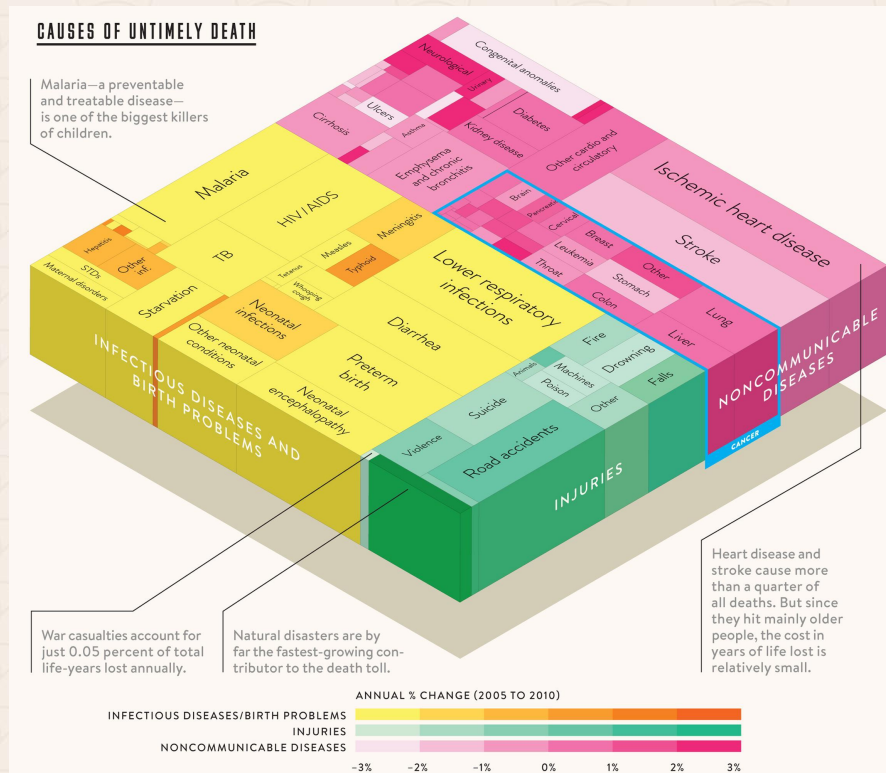 CAUSES OF UNTIMELY DEATH
Malaria—a preventable
and treatable disease—
is one of the biggest killers
of children.
Neurological
Congenital anomalies
Urinary
Ulcers
Diabetes
Cirrhosis
Asthma
Kidney disease
Other cardio and
circulatory
Emphysema
and chronic
bronchitis
Ischemic heart disease
Stroke
Malaria
HIV/AIDS
Brain
Pancreatic
Cervical
Breast
Leukemia
Other
Throat
Stomach
Colon
Lung
Liver
Meningitis
Measles
Typhoid
TB
Tetanus
Whooping
cough
Hepatitis
Other
inf.
STDs
Maternal disorders
Starvation
Lower respiratory
infections
Neonatal
infections
Diarrhea
Other neonatal
conditions
Preterm
birth
Neonatal
encephalopathy
Fire
Drowning
Animals
Machines
Poison
Falls
Suicide
Other
Violence
Road accidents
INFECTIOUS DISEASES AND
BIRTH PROBLEMS
INJURIES
NONCOMMUNICABLE
DISEASES
CANCER
War casualties account for
just 0.05 percent of total
life-years lost annually.
Natural disasters are by
far the fastest-growing con-
tributor to the death toll.
Heart disease and
stroke cause more
than a quarter of
all deaths. But since
they hit mainly older
people, the cost in
years of life lost is
relatively small.
ANNUAL % CHANGE (2005 TO 2010)
INFECTIOUS DISEASES/BIRTH PROBLEMS
INJURIES
NONCOMMUNICABLE DISEASES
–3% –2% –1% 0% 1% 2% 3%